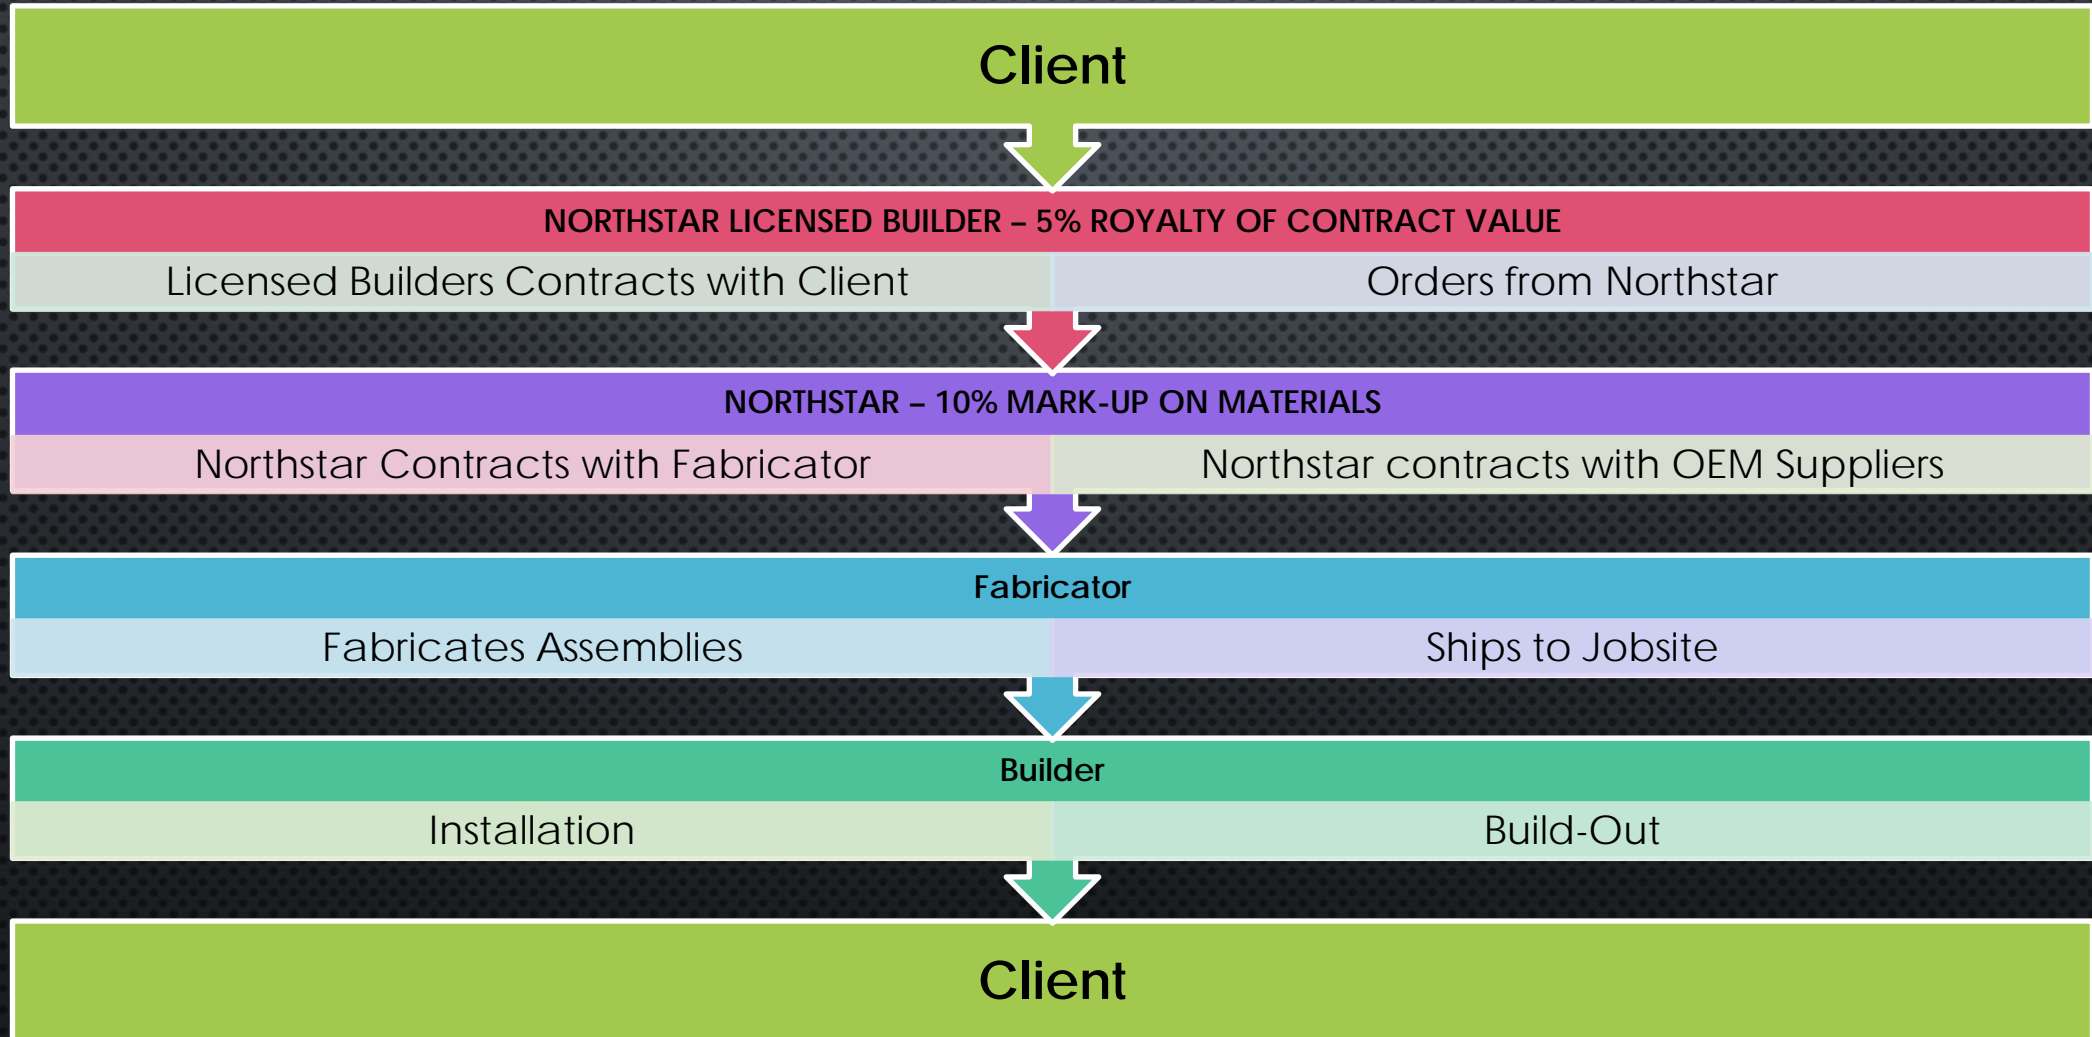 Client
NORTHSTAR LICENSED BUILDER – 5% ROYALTY OF CONTRACT VALUE
Licensed Builders Contracts with Client
Orders from Northstar
NORTHSTAR – 10% MARK-UP ON MATERIALS
Northstar Contracts with Fabricator
Northstar contracts with OEM Suppliers
Fabricator
Fabricates Assemblies
Ships to Jobsite
Builder
Installation
Build-Out
Client